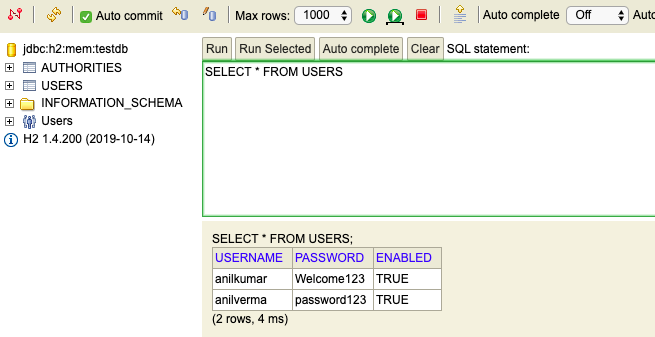 Auto commit Max rows: 1000 Auto complete Off Auto
jdbc:h2:mem:testdb
AUTHORITIES
USERS
INFORMATION_SCHEMA
Users
H2 1.4.200 (2019-10-14)
Run Run Selected Auto complete Clear SQL statement:
SELECT * FROM USERS
SELECT * FROM USERS;
USERNAME PASSWORD ENABLED
anilkumar Welcome123 TRUE
anilverma password123 TRUE
(2 rows, 4 ms)